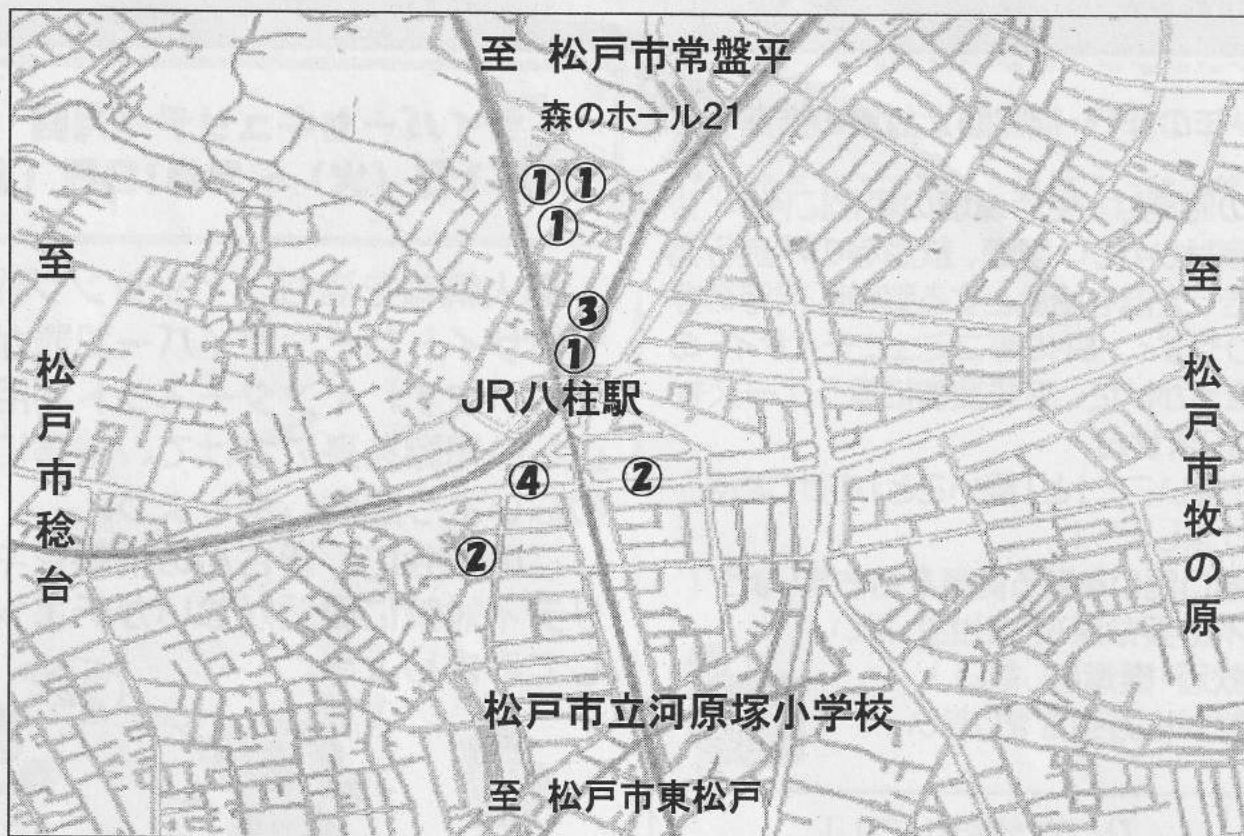 至 松戸市常盤平
森のホール21
① ①
①
至 松戸市稔台
至 松戸市牧の原
③
①
JR八柱駅
④ ②
②
松戸市立河原塚小学校
至 松戸市東松戸